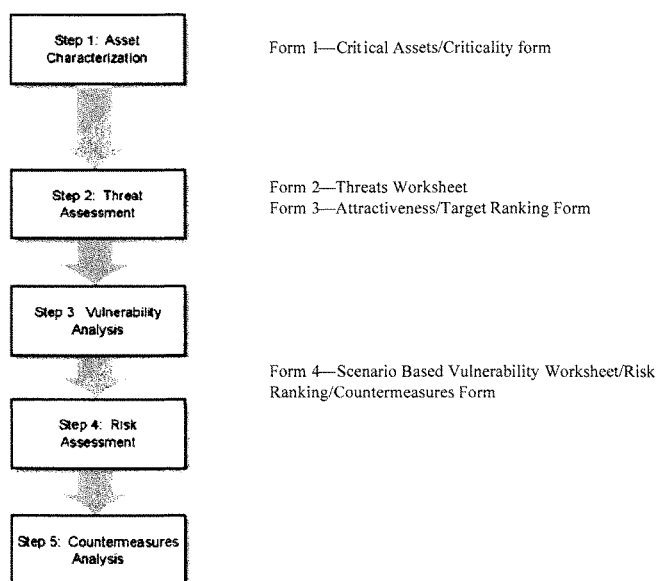 Step 1: Asset
Characterization
Form 1—Critical Assets/Criticality form
Step 2: Threat
Assessment
Form 2—Threats Worksheet
Form 3—Attractiveness/Target Ranking Form
Step 3 Vulnerability
Analysis
Form 4—Scenario Based Vulnerability Worksheet/Risk
Ranking/Countermeasures Form
Step 4: Risk
Assessment
Step 5: Countermeasures
Analysis